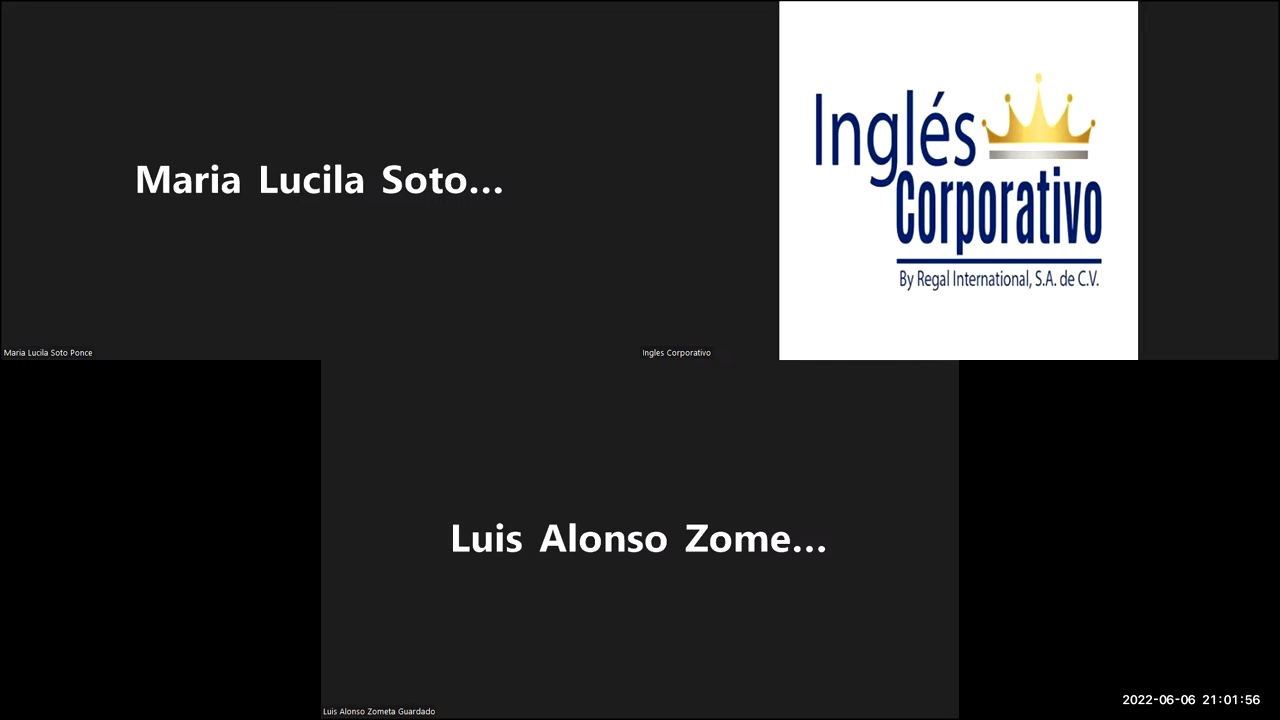 Maria Lucila Soto...
Inglés
Corporativo
By Regal International, S.A. de C.V.
Maria Lucila Soto Ponce
Ingles Corporativo
Luis Alonso Zome...
Luis Alonso Zometa Guardado
2022-06-06 21:01:56